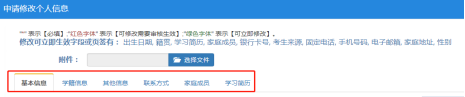 申请修改个人信息
"*" 表示【必填】;"红色字体" 表示【可修改需要审核生效】;"绿色字体" 表示【可立即修改】。
修改可立即生效字段成员页签有: 出生日期, 籍贯, 学习简历, 家庭成员, 银行卡号, 考生来源, 固定电话, 手机号码, 电子邮箱, 家庭地址, 性别
附件: 选择文件
基本信息 学籍信息 其他信息 联系方式 家庭成员 学习简历